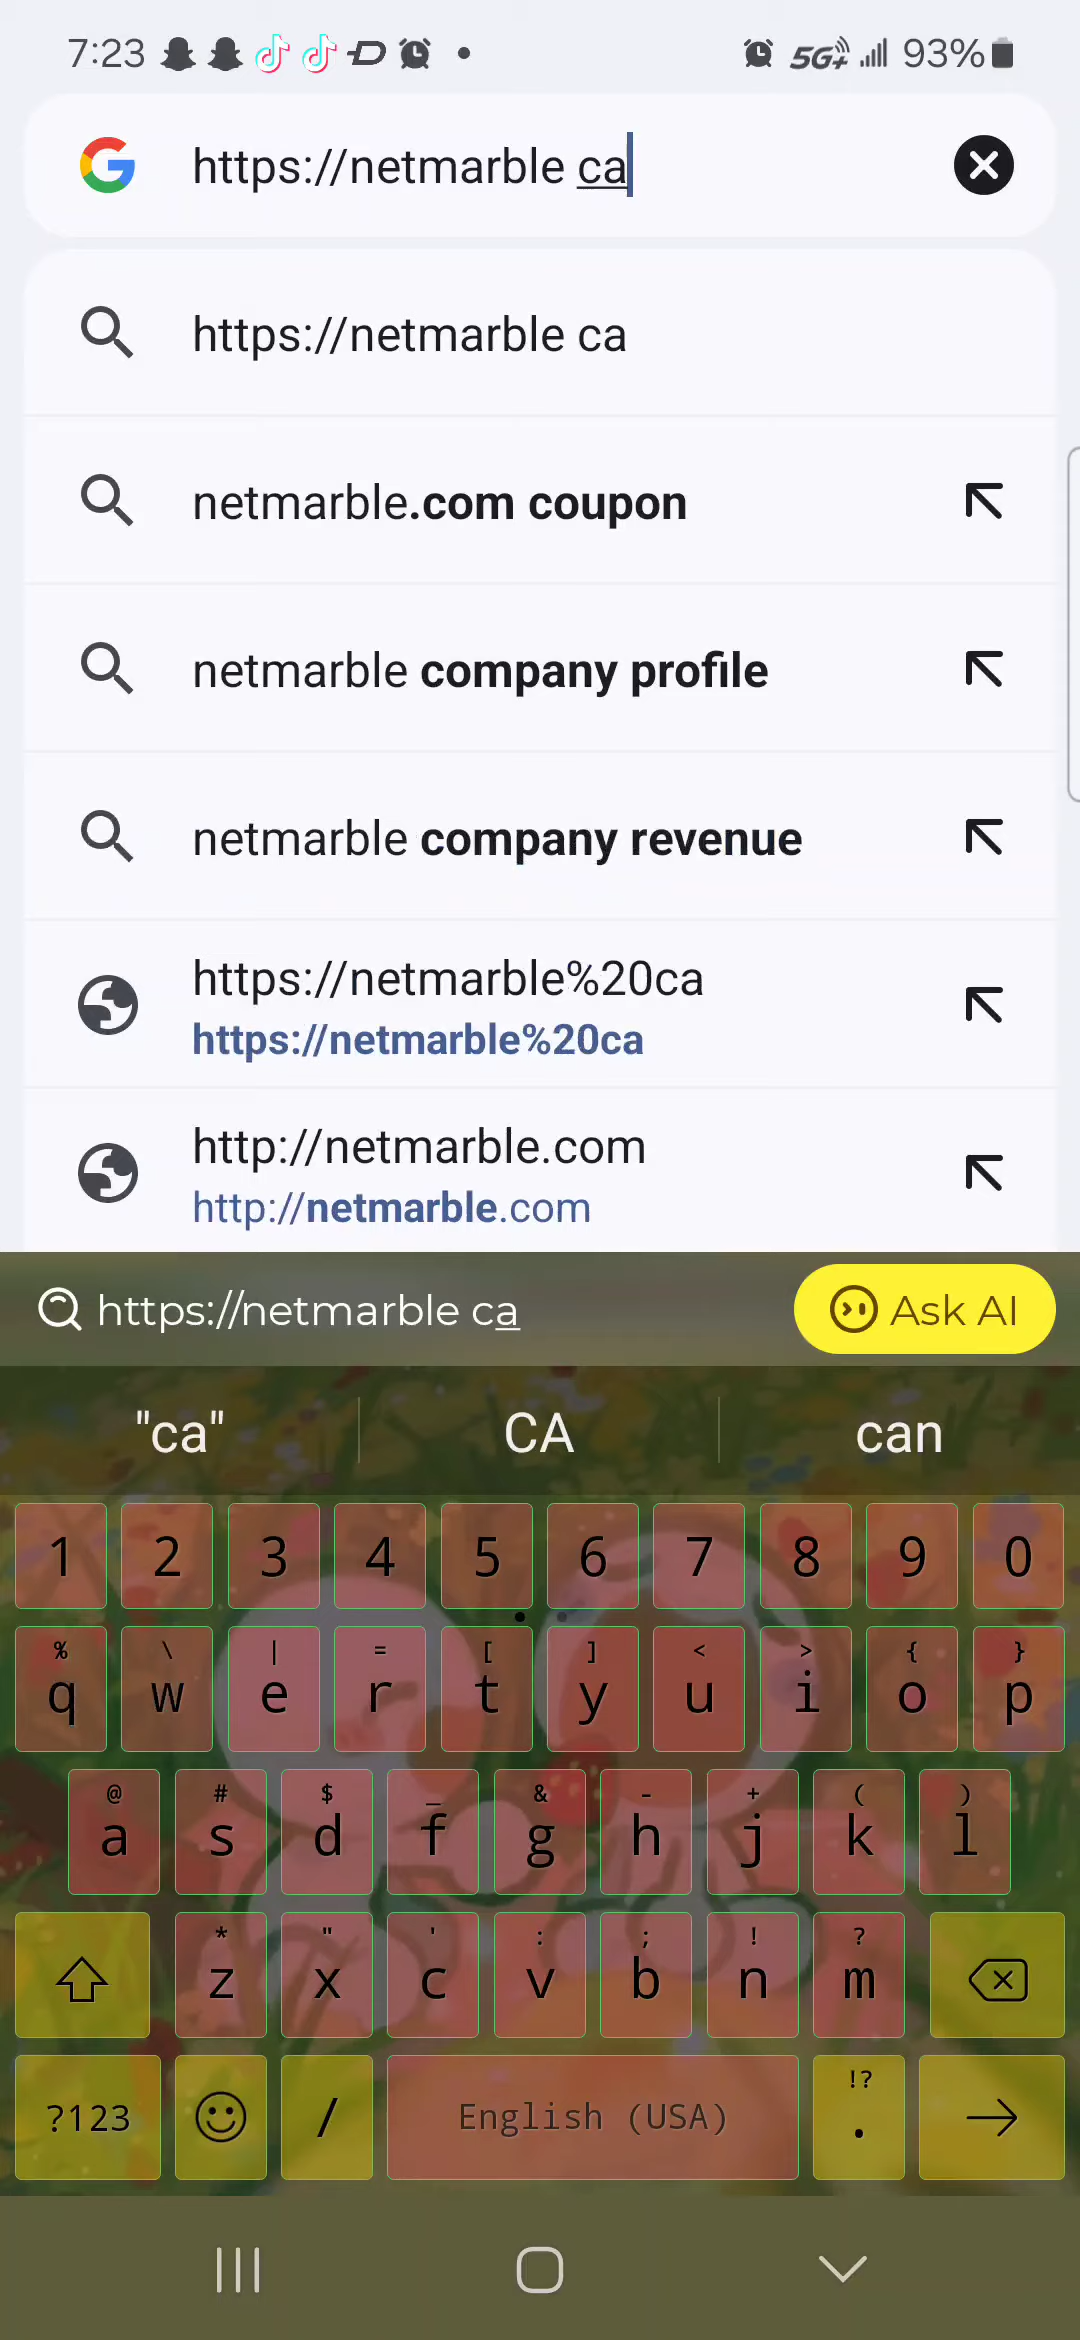 7:23 5G+ 93%
https://netmarble ca
https://netmarble ca
netmarble.com coupon
netmarble company profile
netmarble company revenue
https://netmarble%20ca
https://netmarble%20ca
http://netmarble.com
http://netmarble.com
https://netmarble ca Ask AI
"ca" CA can
1 2 3 4 5 6 7 8 9 0
% \ | = [ ] < > { }
q w e r t y u i o p
@ # $ _ & - + ( )
a s d f g h j k l
* " ' : ; ! ?
z x c v b n m
!?
?123 / English (USA) .